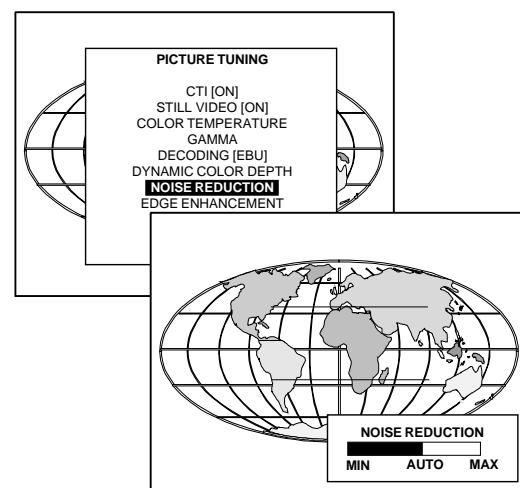 PICTURE TUNING
CTI [ON]
STILL VIDEO [ON]
COLOR TEMPERATURE
GAMMA
DECODING [EBU]
DYNAMIC COLOR DEPTH
NOISE REDUCTION
EDGE ENHANCEMENT
NOISE REDUCTION
MIN AUTO MAX